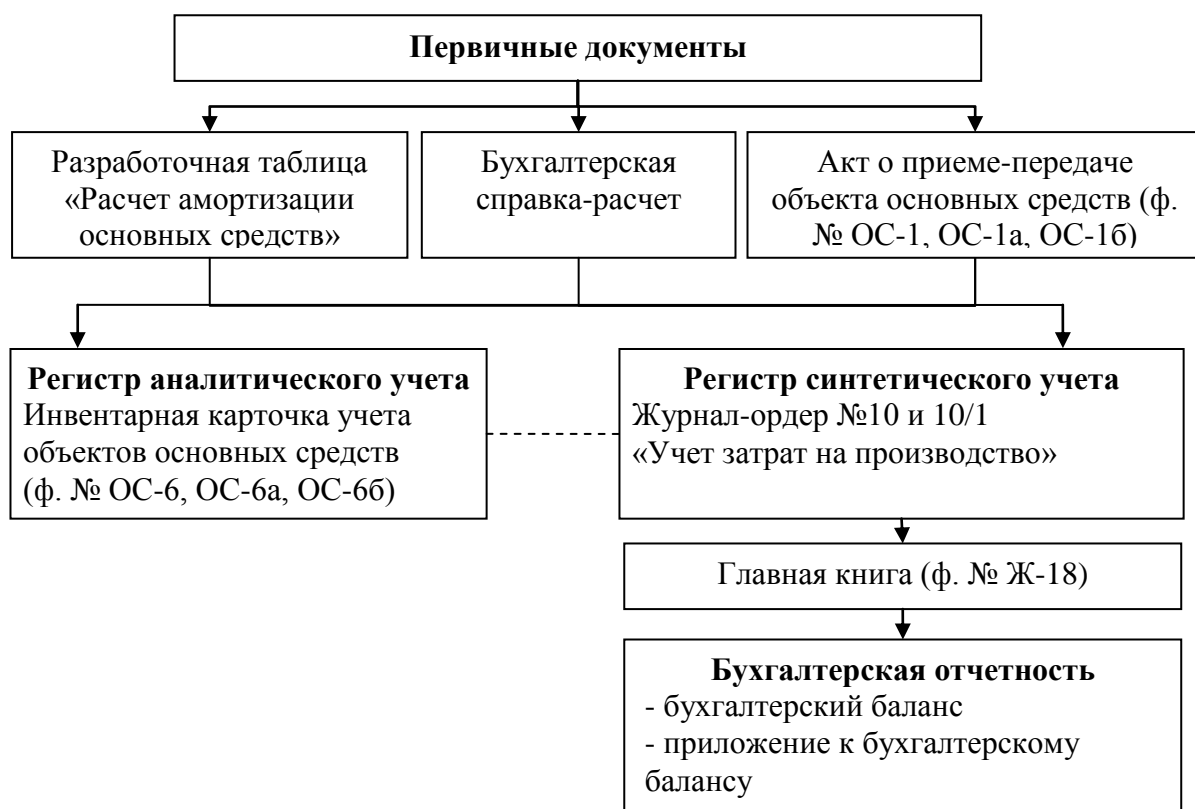 Первичные документы
Разработочная таблица
«Расчет амортизации
основных средств»
Бухгалтерская
справка-расчет
Акт о приеме-передаче
объекта основных средств (ф.
№ ОС-1, ОС-1а, ОС-1б)
Регистр аналитического учета
Инвентарная карточка учета
объектов основных средств
(ф. № ОС-6, ОС-6а, ОС-6б)
Регистр синтетического учета
Журнал-ордер №10 и 10/1
«Учет затрат на производство»
Главная книга (ф. № Ж-18)
Бухгалтерская отчетность
- бухгалтерский баланс
- приложение к бухгалтерскому
балансу